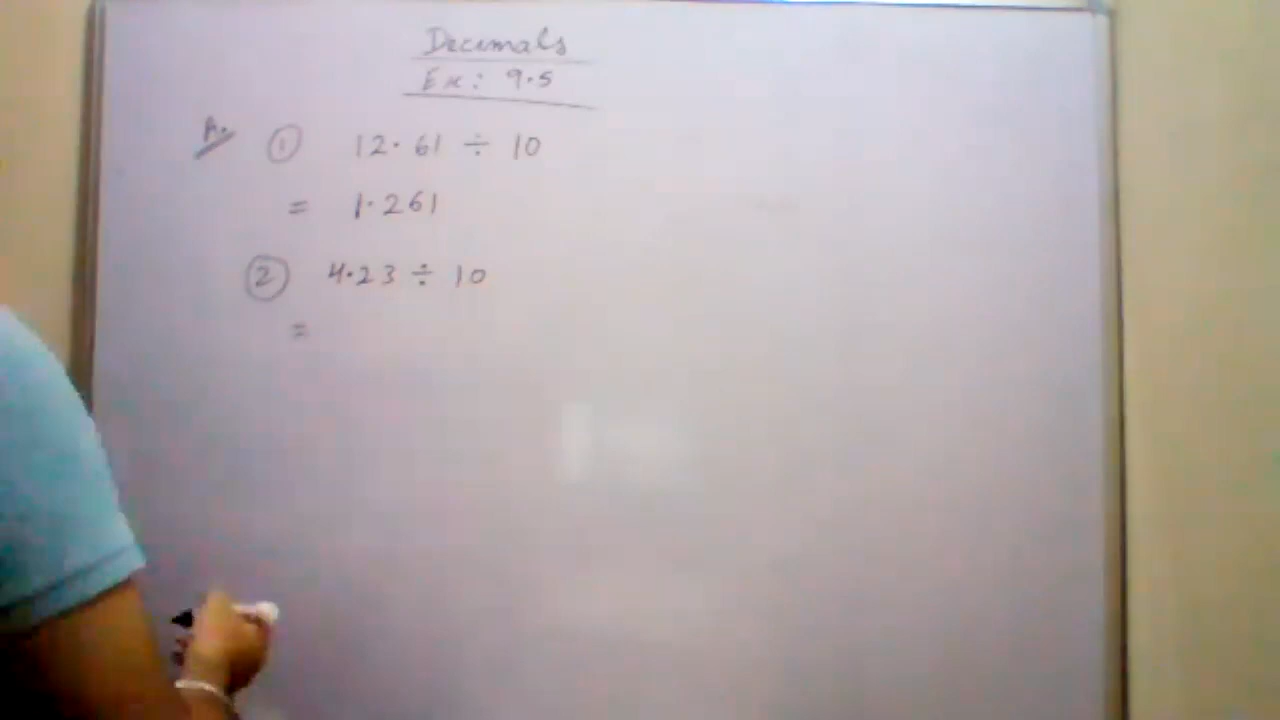 Decimals
Ex: 9.5
A. ① 12.61 ÷ 10
= 1.261
② 4.23 ÷ 10
=